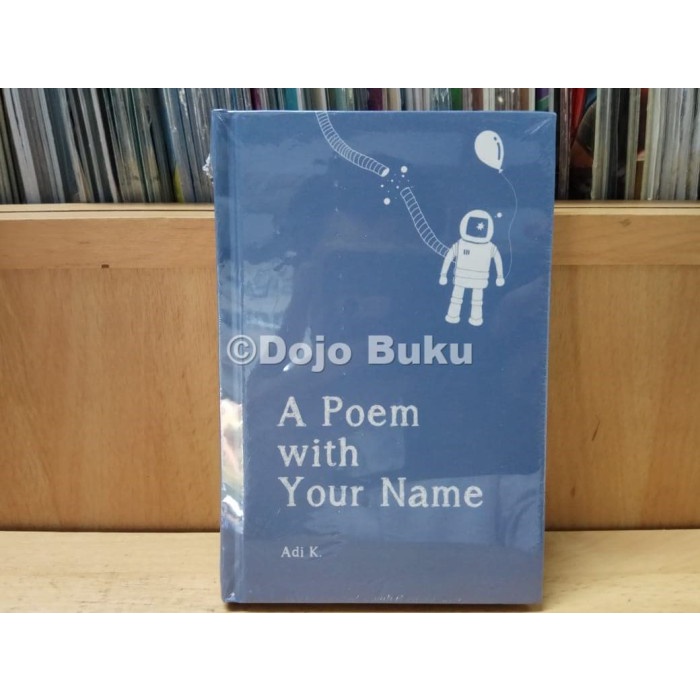 ©Dojo Buku
A Poem
with
Your Name
Adi K.